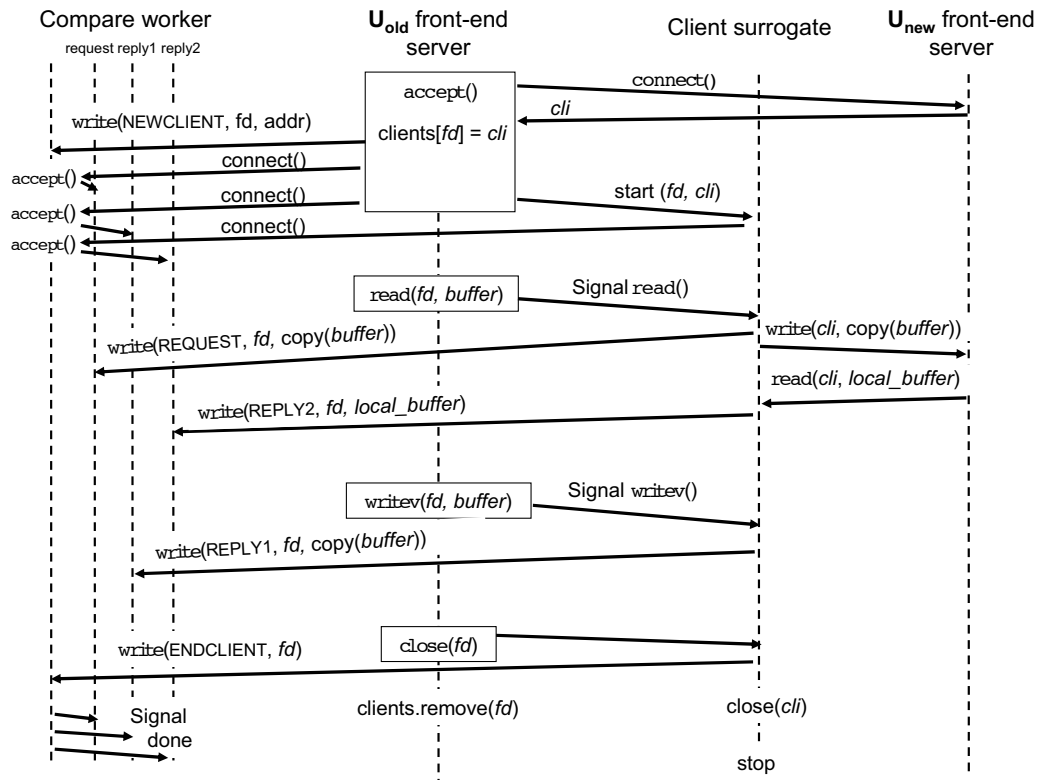 Compare worker
U_old front-end
server
Client surrogate
U_new front-end
server
request reply1 reply2
accept()
connect()
cli
write(NEWCLIENT, fd, addr)
clients[fd] = cli
connect()
accept()
connect()
start (fd, cli)
accept()
connect()
accept()
read(fd, buffer)
Signal read()
write(REQUEST, fd, copy(buffer))
write(cli, copy(buffer))
read(cli, local_buffer)
write(REPLY2, fd, local_buffer)
writev(fd, buffer)
Signal writev()
write(REPLY1, fd, copy(buffer))
write(ENDCLIENT, fd)
close(fd)
Signal
done
clients.remove(fd)
close(cli)
stop